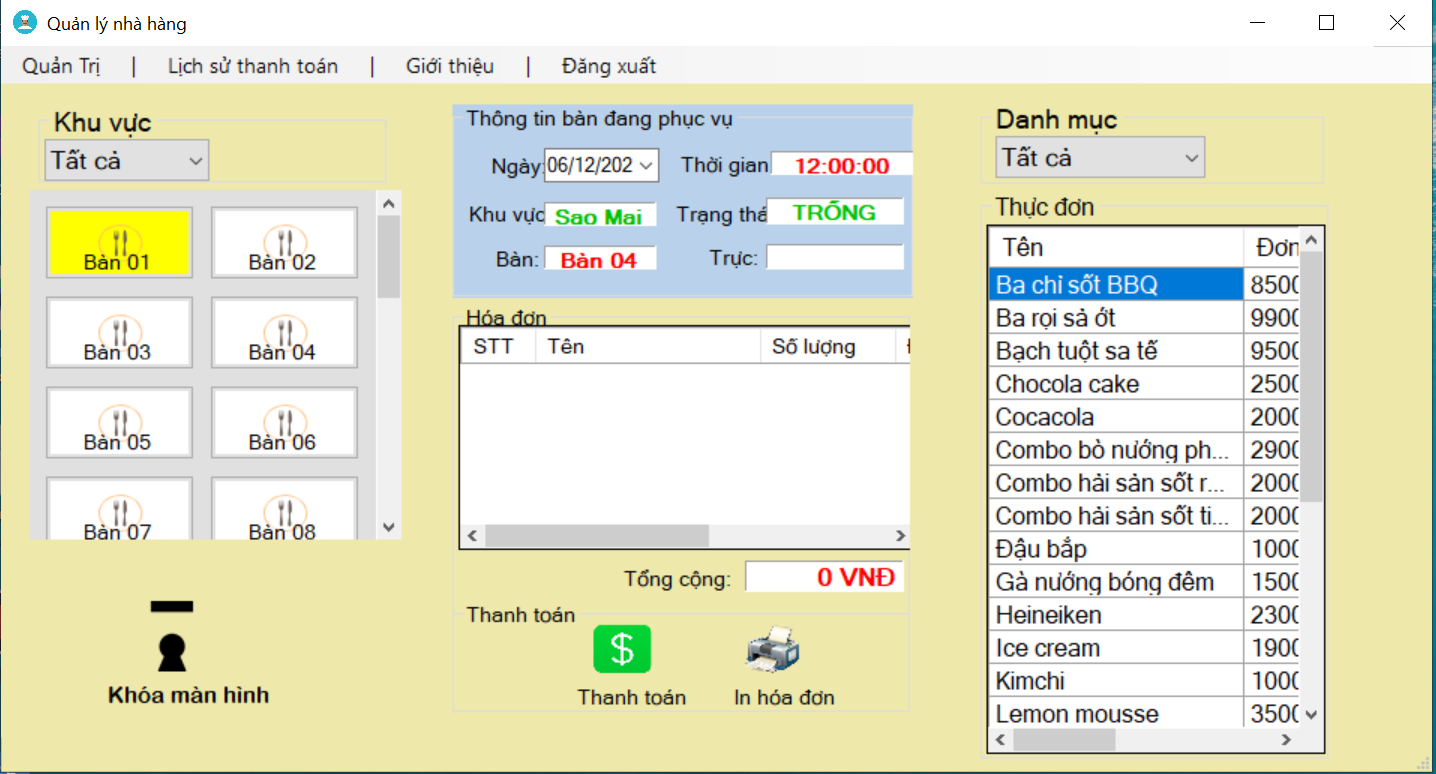 Quản lý nhà hàng
Quản Trị | Lịch sử thanh toán | Giới thiệu | Đăng xuất
Khu vực
Tất cả
Bàn 01
Bàn 02
Bàn 03
Bàn 04
Bàn 05
Bàn 06
Bàn 07
Bàn 08
Khóa màn hình
Thông tin bàn đang phục vụ
Ngày: 06/12/202
Thời gian 12:00:00
Khu vực Sao Mai
Trạng thá TRỐNG
Bàn: Bàn 04
Trực:
Hóa đơn
STT Tên Số lượng
Tổng cộng: 0 VNĐ
Thanh toán
$
Thanh toán
In hóa đơn
Danh mục
Tất cả
Thực đơn
Tên Đơn
Ba chỉ sốt BBQ 8500
Ba rọi sả ớt 9900
Bạch tuột sa tế 9500
Chocola cake 2500
Cocacola 2000
Combo bò nướng ph... 2900
Combo hải sản sốt r... 2000
Combo hải sản sốt ti... 2000
Đậu bắp 1000
Gà nướng bóng đêm 1500
Heineiken 2300
Ice cream 1900
Kimchi 1000
Lemon mousse 3500